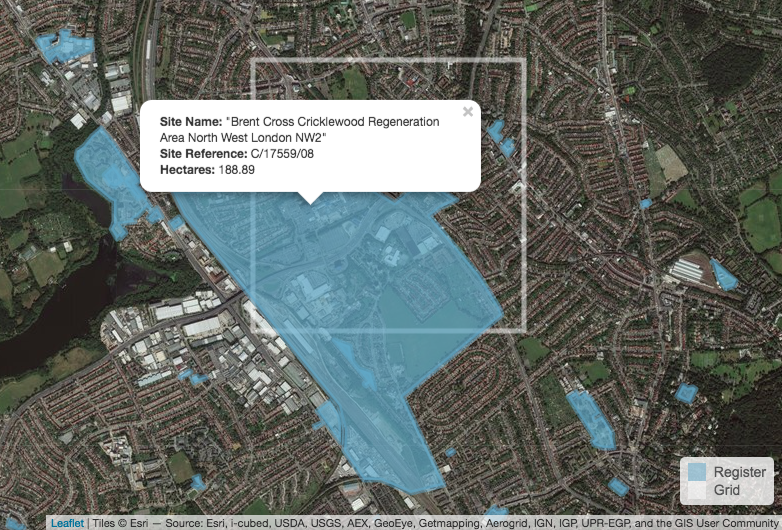 ×
Site Name: "Brent Cross Cricklewood Regeneration
Area North West London NW2"
Site Reference: C/17559/08
Hectares: 188.89
Register
Grid
Leaflet | Tiles © Esri — Source: Esri, i-cubed, USDA, USGS, AEX, GeoEye, Getmapping, Aerogrid, IGN, IGP, UPR-EGP, and the GIS User Community